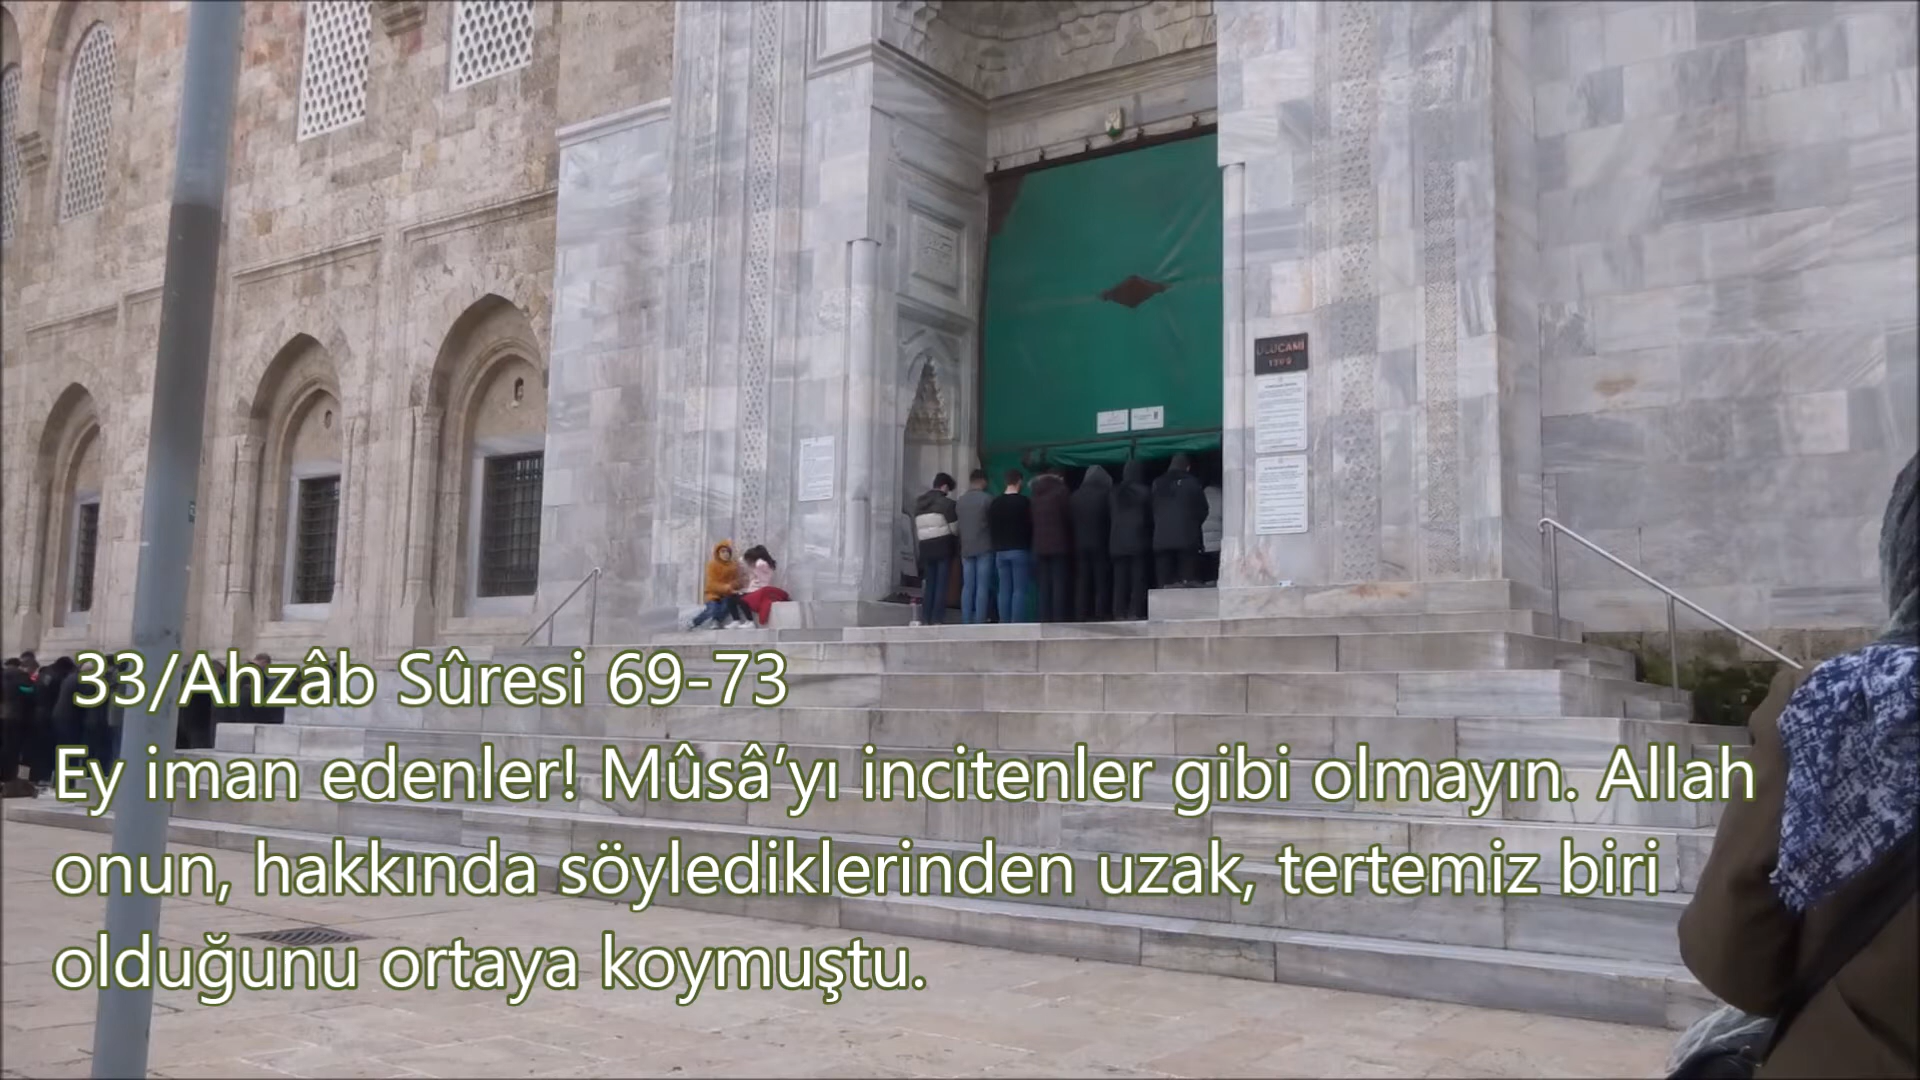 ULUCAMİ
33/Ahzâb Sûresi 69-73
Ey iman edenler! Mûsâ’yı incitenler gibi olmayın. Allah
onun, hakkında söylediklerinden uzak, tertemiz biri
olduğunu ortaya koymuştu.